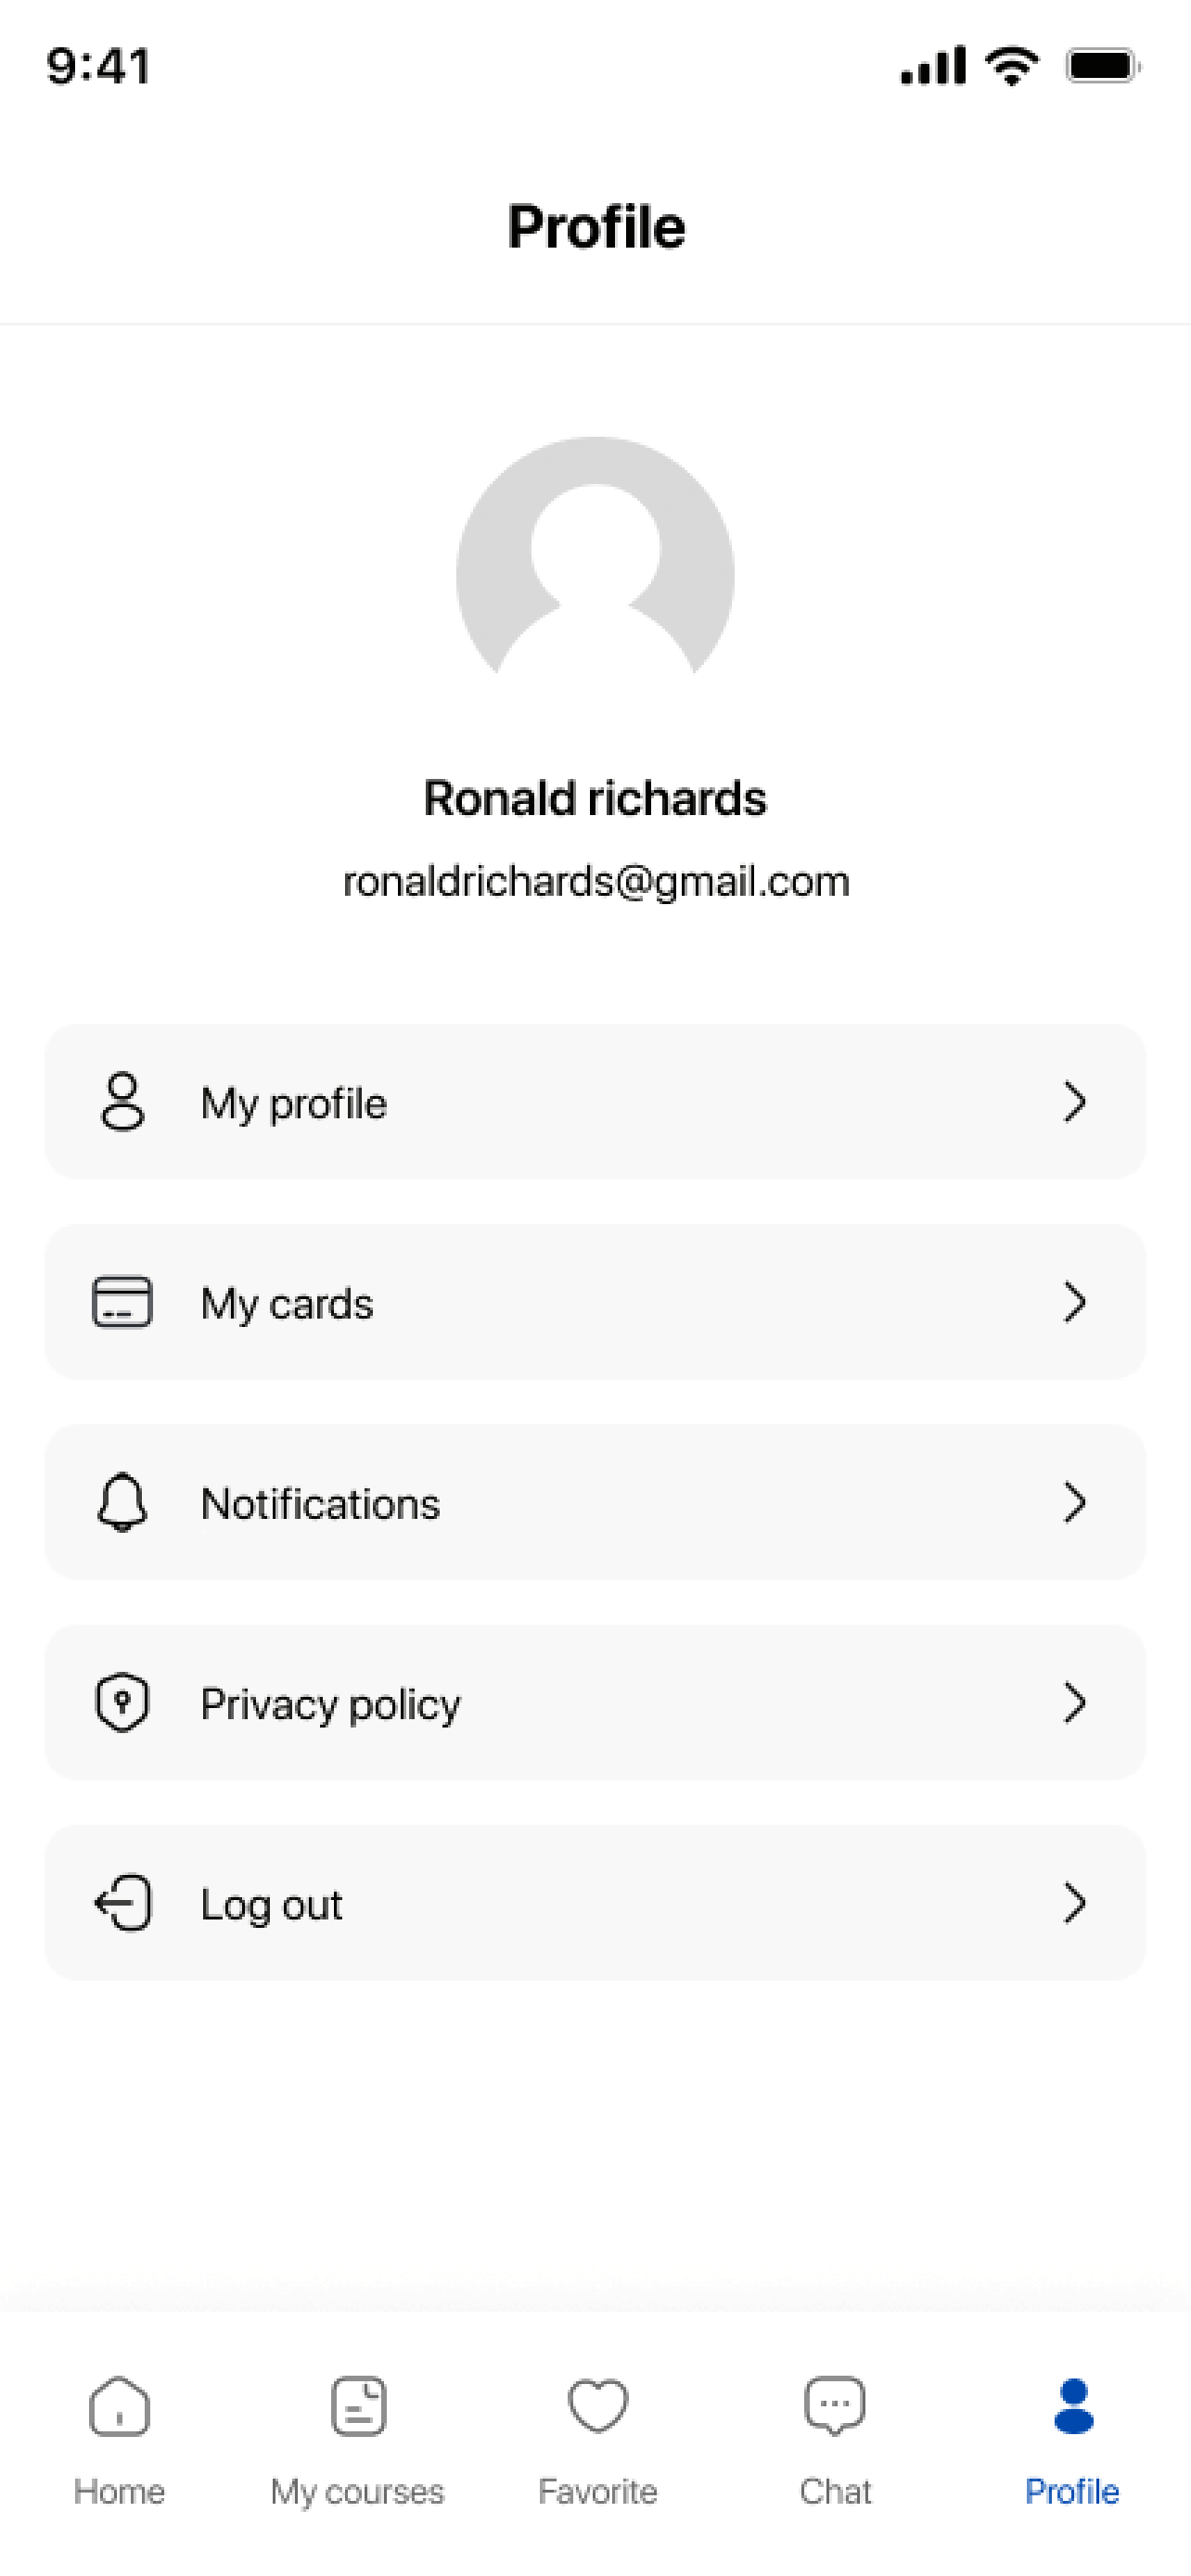 9:41
Profile
Ronald richards
ronaldrichards@gmail.com
My profile
My cards
Notifications
Privacy policy
Log out
Home My courses Favorite Chat Profile